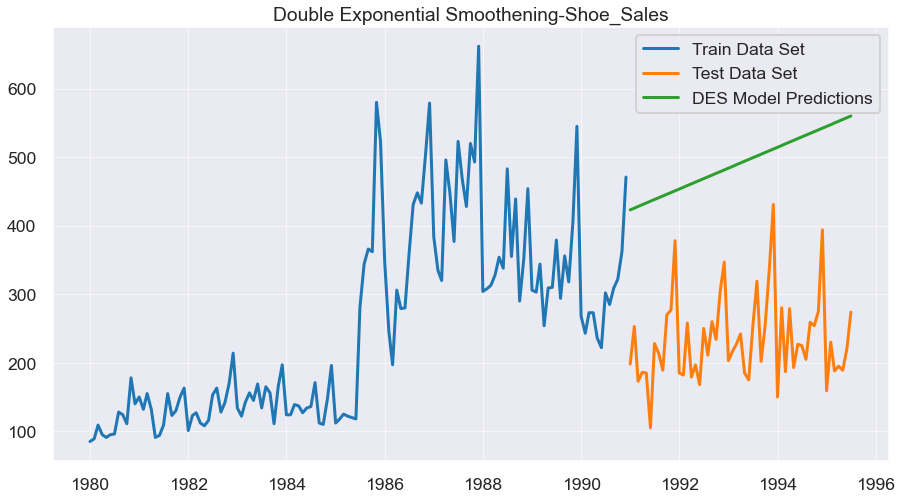 Double Exponential Smoothening-Shoe_Sales
Train Data Set
Test Data Set
DES Model Predictions
600
500
400
300
200
100
1980 1982 1984 1986 1988 1990 1992 1994 1996